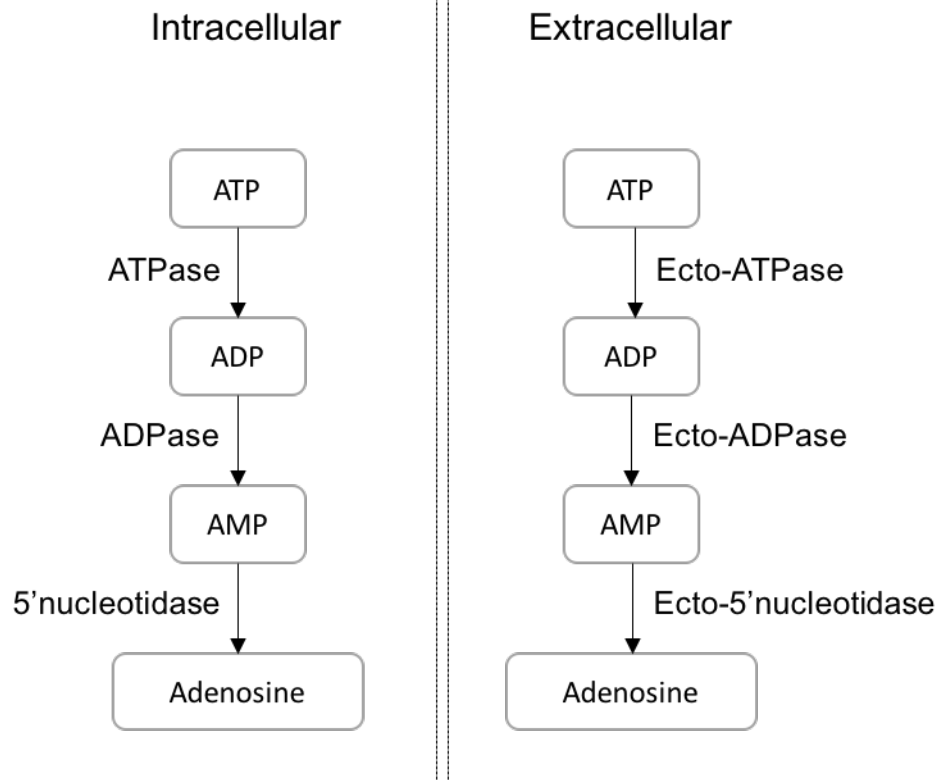 Intracellular
Extracellular
ATP
ATP
ATPase
Ecto-ATPase
ADP
ADP
ADPase
Ecto-ADPase
AMP
AMP
5’nucleotidase
Ecto-5’nucleotidase
Adenosine
Adenosine